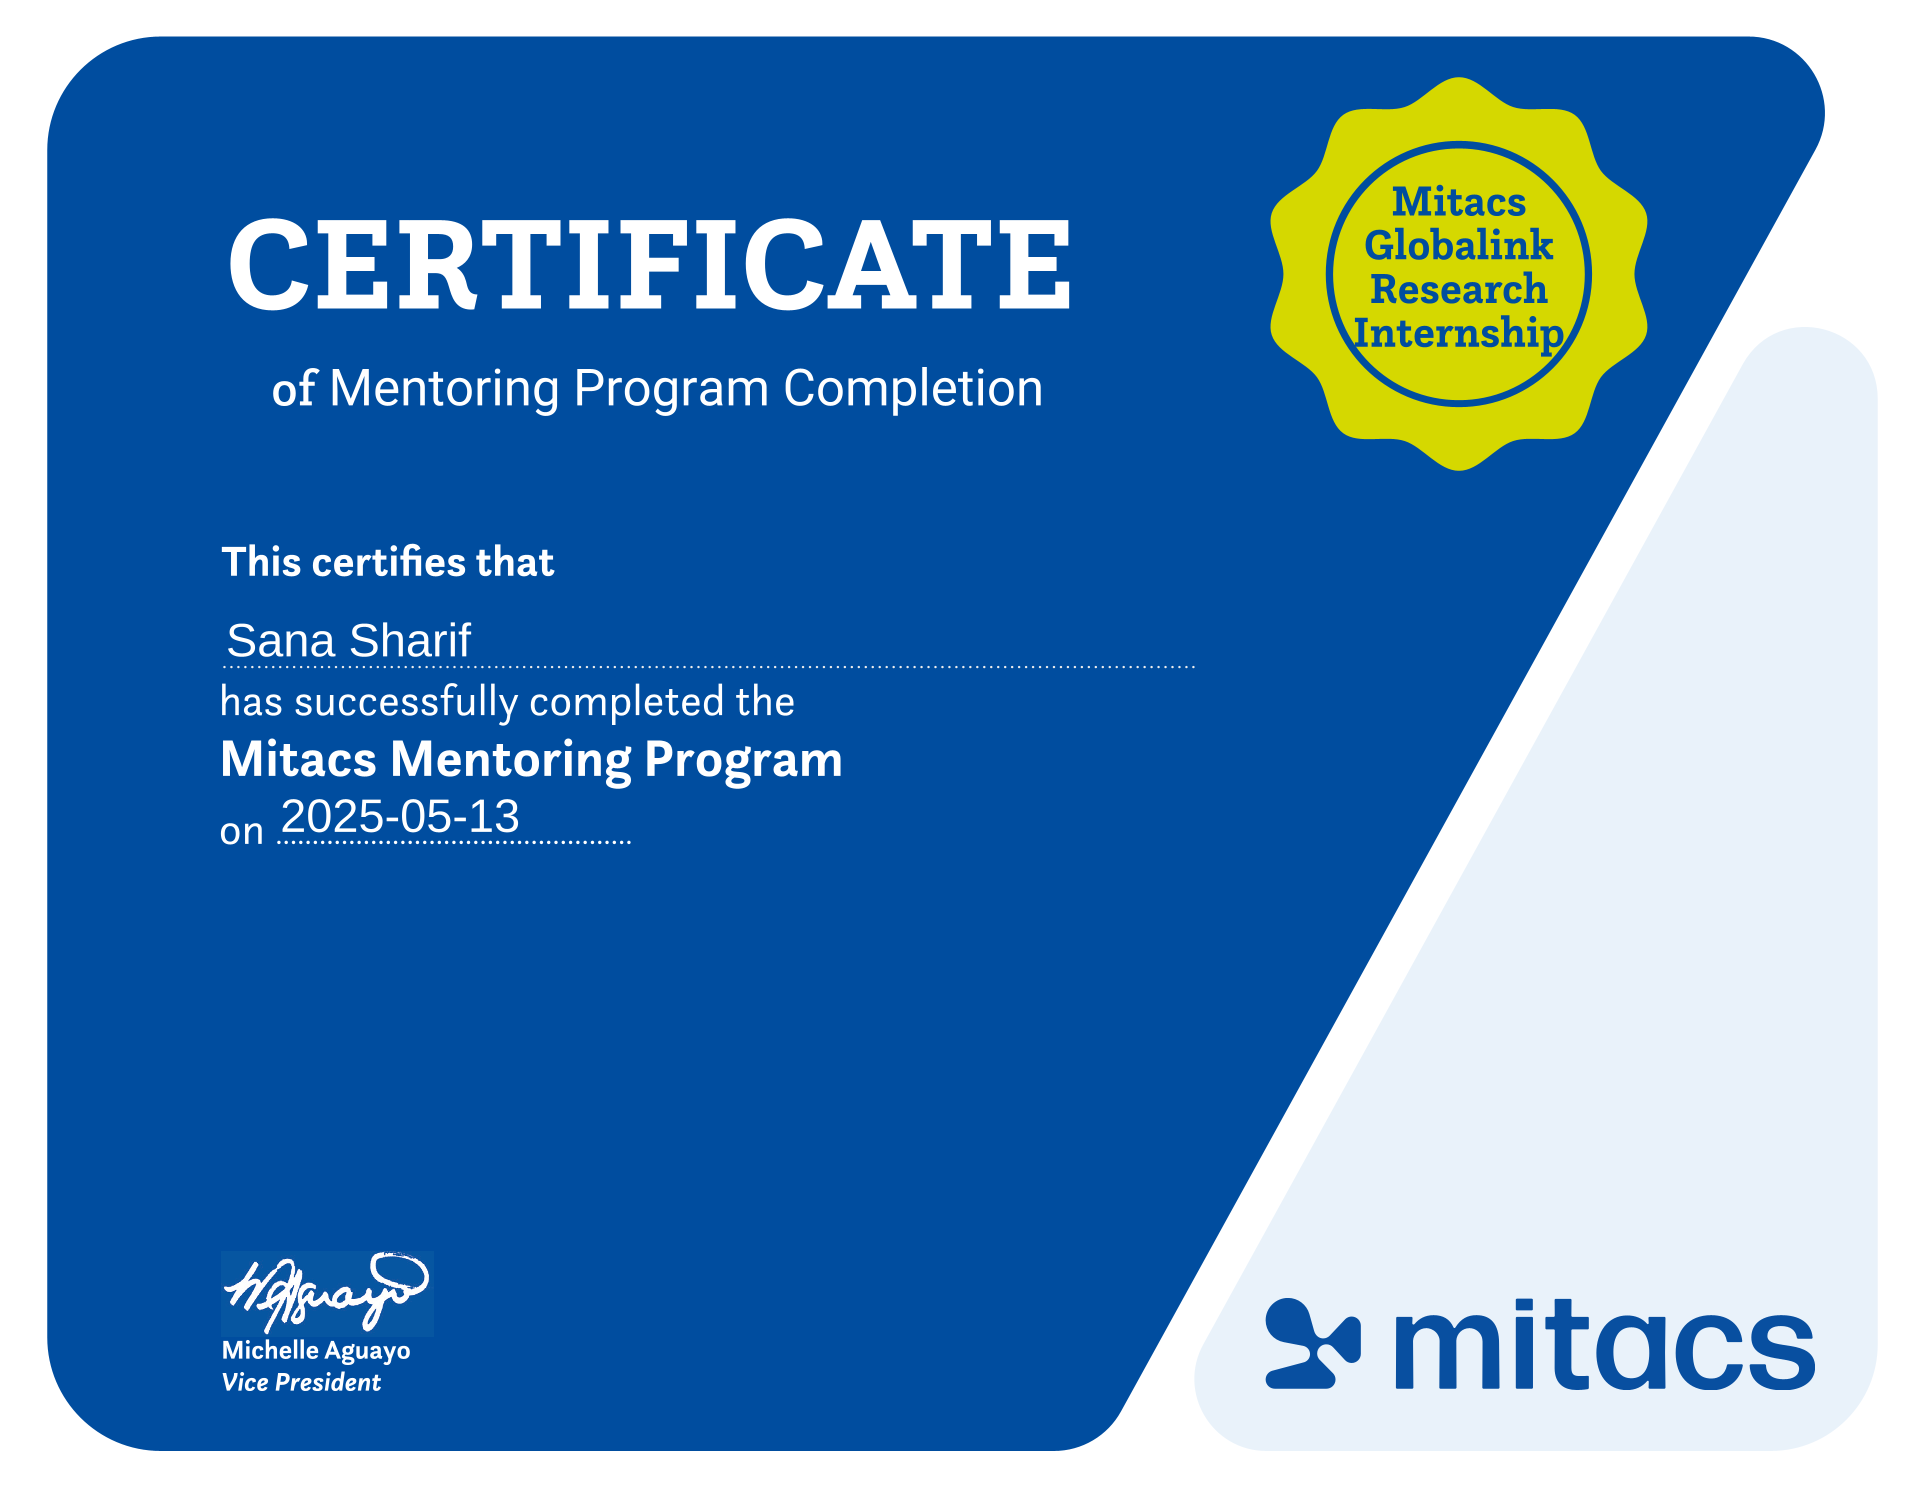 CERTIFICATE
of Mentoring Program Completion
Mitacs
Globalink
Research
Internship
This certifies that
Sana Sharif
has successfully completed the
Mitacs Mentoring Program
on 2025-05-13
MAguayo
Michelle Aguayo
Vice President
mitacs